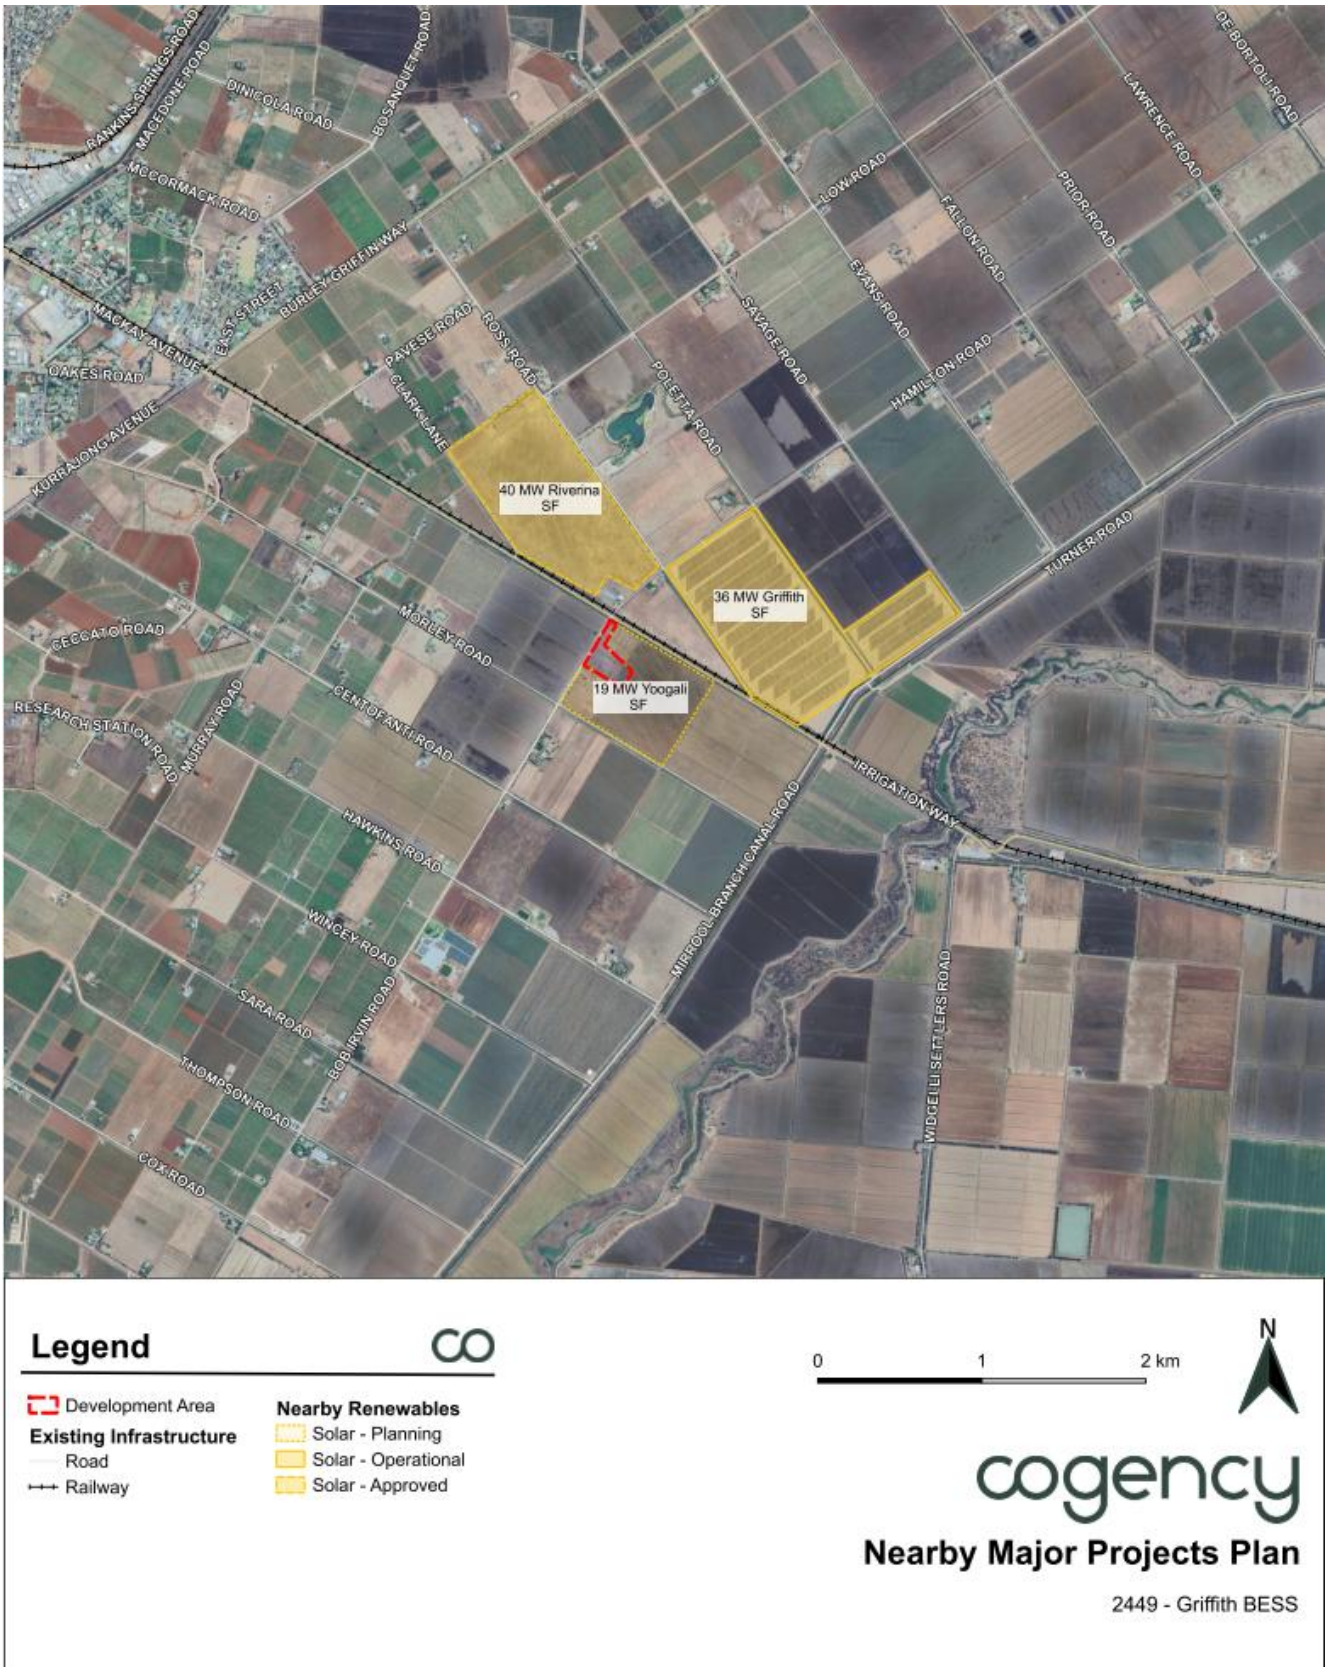 DE BORTOLI ROAD
RANKINS SPRINGS ROAD
MACEDONE ROAD
BOSANQUET ROAD
DINICOLA ROAD
LAWRENCE ROAD
MCCORMACK ROAD
LOW ROAD
PRIOR ROAD
FALLON ROAD
BURLEY GRIFFIN WAY
EAST STREET
EVANS ROAD
SAVAGE ROAD
MACKAY AVENUE
PAVESE ROAD
ROSS ROAD
HAMILTON ROAD
OAKES ROAD
CLARK LANE
POLETTA ROAD
KURRAJONG AVENUE
40 MW Riverina
SF
TURNER ROAD
36 MW Griffith
SF
MORLEY ROAD
CECCATO ROAD
19 MW Yoogali
SF
CENTOFANTI ROAD
RESEARCH STATION ROAD
MURRAY ROAD
IRRIGATION WAY
HAWKINS ROAD
MIRROOL BRANCH CANAL ROAD
WINCEY ROAD
SARA ROAD
BOB IRVIN ROAD
WIDGELLI SETTLERS ROAD
THOMPSON ROAD
COX ROAD
Legend
CO
Development Area
Existing Infrastructure
Road
Railway
Nearby Renewables
Solar - Planning
Solar - Operational
Solar - Approved
0 1 2 km
N
cogency
Nearby Major Projects Plan
2449 - Griffith BESS